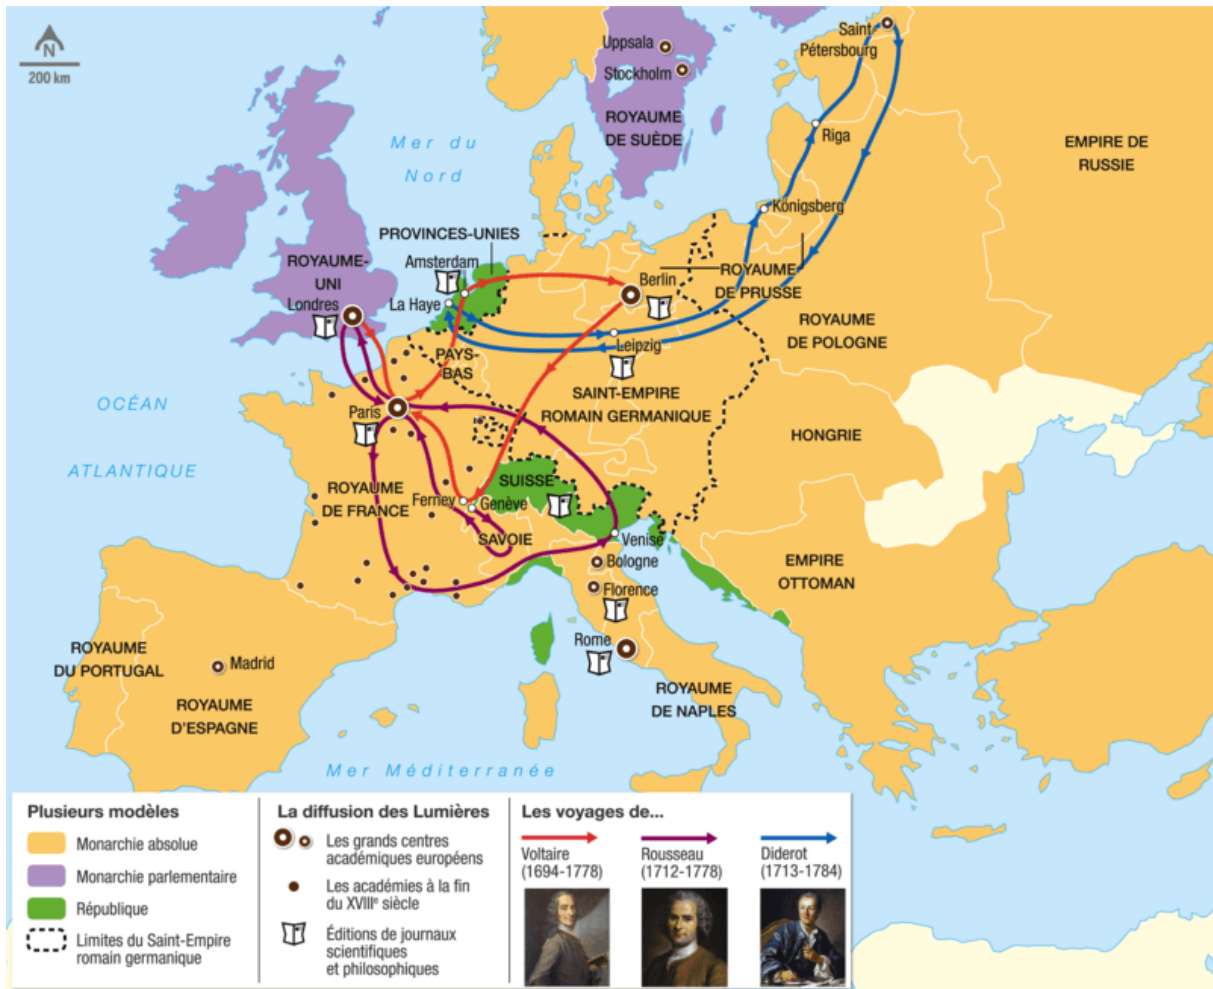 N
200 km
Uppsala
Stockholm
ROYAUME
DE SUÈDE
Saint-
Pétersbourg
Riga
EMPIRE DE
RUSSIE
Mer du
Nord
Königsberg
PROVINCES-UNIES
Amsterdam
La Haye
ROYAUME-
UNI
Londres
Berlin
ROYAUME
DE PRUSSE
ROYAUME
DE POLOGNE
Leipzig
PAYS-
BAS
SAINT-EMPIRE
ROMAIN GERMANIQUE
OCÉAN
ATLANTIQUE
Paris
HONGRIE
ROYAUME
DE FRANCE
Ferney
Genève
SUISSE
SAVOIE
Venise
Bologne
Florence
EMPIRE
OTTOMAN
Rome
ROYAUME
DU PORTUGAL
Madrid
ROYAUME
D'ESPAGNE
ROYAUME
DE NAPLES
Mer Méditerranée
Plusieurs modèles
Monarchie absolue
Monarchie parlementaire
République
Limites du Saint-Empire
romain germanique
La diffusion des Lumières
Les grands centres
académiques européens
Les académies à la fin
du XVIIIe siècle
Éditions de journaux
scientifiques
et philosophiques
Les voyages de...
Voltaire
(1694-1778)
Rousseau
(1712-1778)
Diderot
(1713-1784)